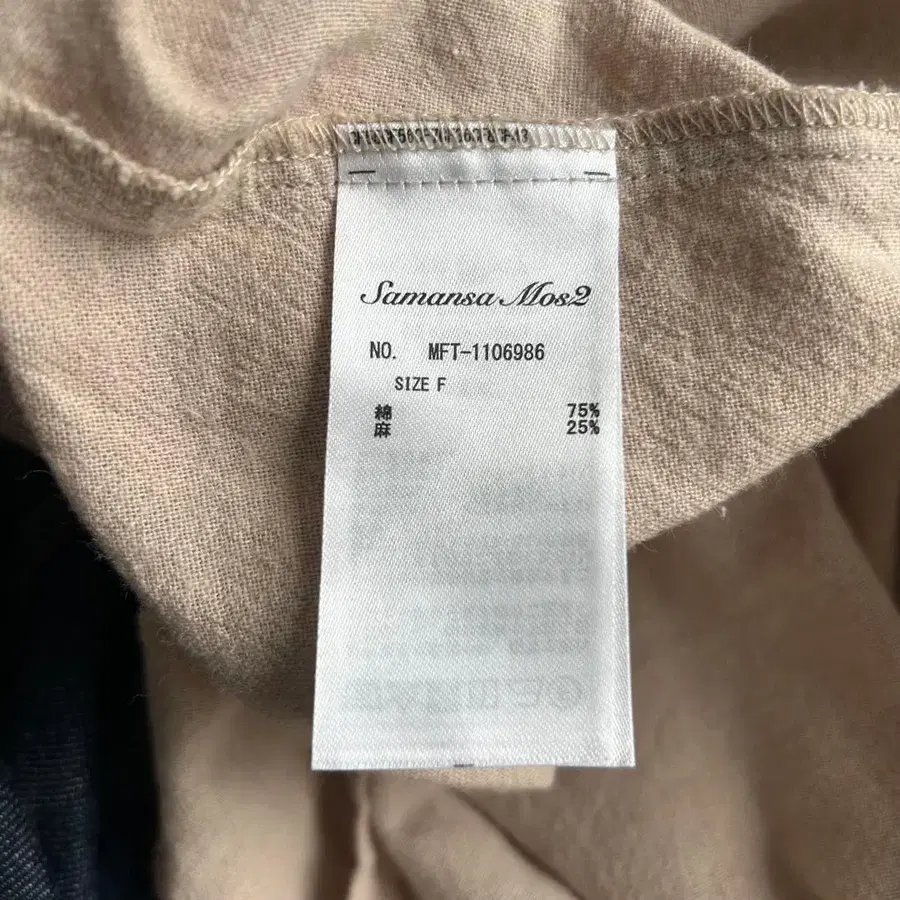 Samansa Mos2
NO. MFT-1106986
SIZE F
綿 75%
麻 25%